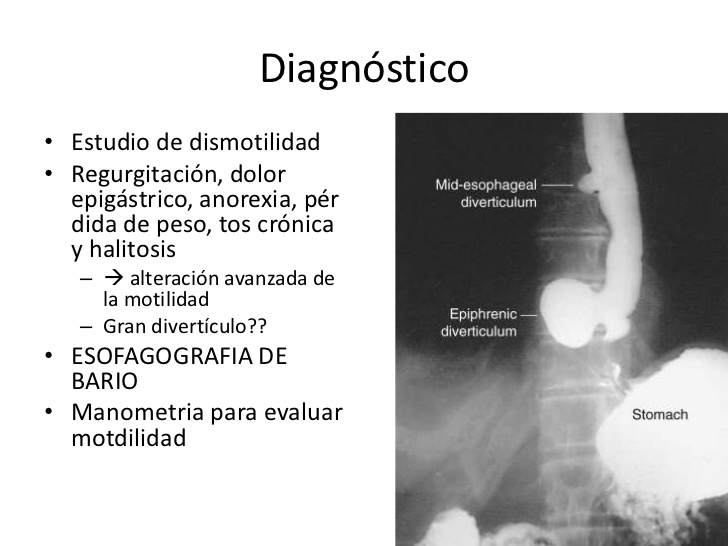 Diagnóstico
• Estudio de dismotilidad
• Regurgitación, dolor
epigástrico, anorexia, pér
dida de peso, tos crónica
y halitosis
– → alteración avanzada de
la motilidad
– Gran divertículo??
• ESOFAGOGRAFIA DE
BARIO
• Manometria para evaluar
motdilidad
Mid-esophageal
diverticulum
Epiphrenic
diverticulum
Stomach